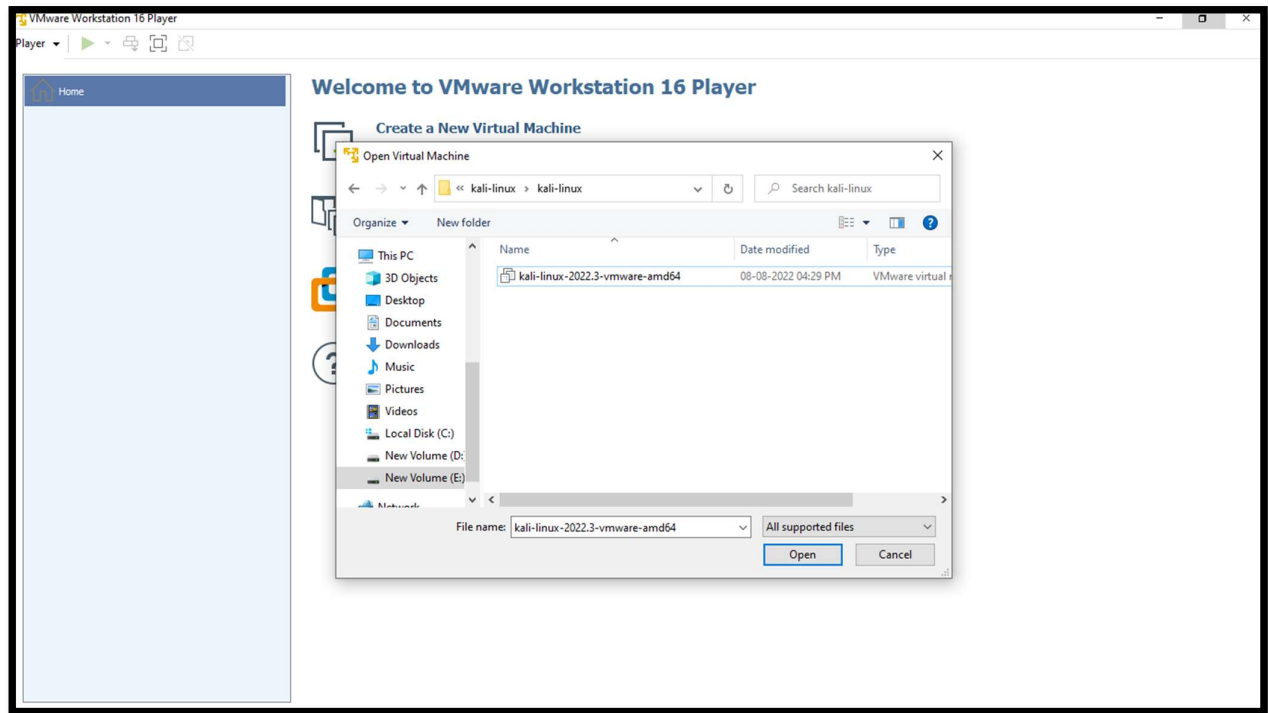 VMware Workstation 16 Player
Player
Home
Welcome to VMware Workstation 16 Player
Create a New Virtual Machine
Open Virtual Machine
« kali-linux › kali-linux
Search kali-linux
Organize
New folder
Name
Date modified
Type
This PC
3D Objects
Desktop
Documents
Downloads
Music
Pictures
Videos
Local Disk (C:)
New Volume (D:
New Volume (E:)
Network
kali-linux-2022.3-vmware-amd64 08-08-2022 04:29 PM VMware virtual
File name: kali-linux-2022.3-vmware-amd64
All supported files
Open
Cancel